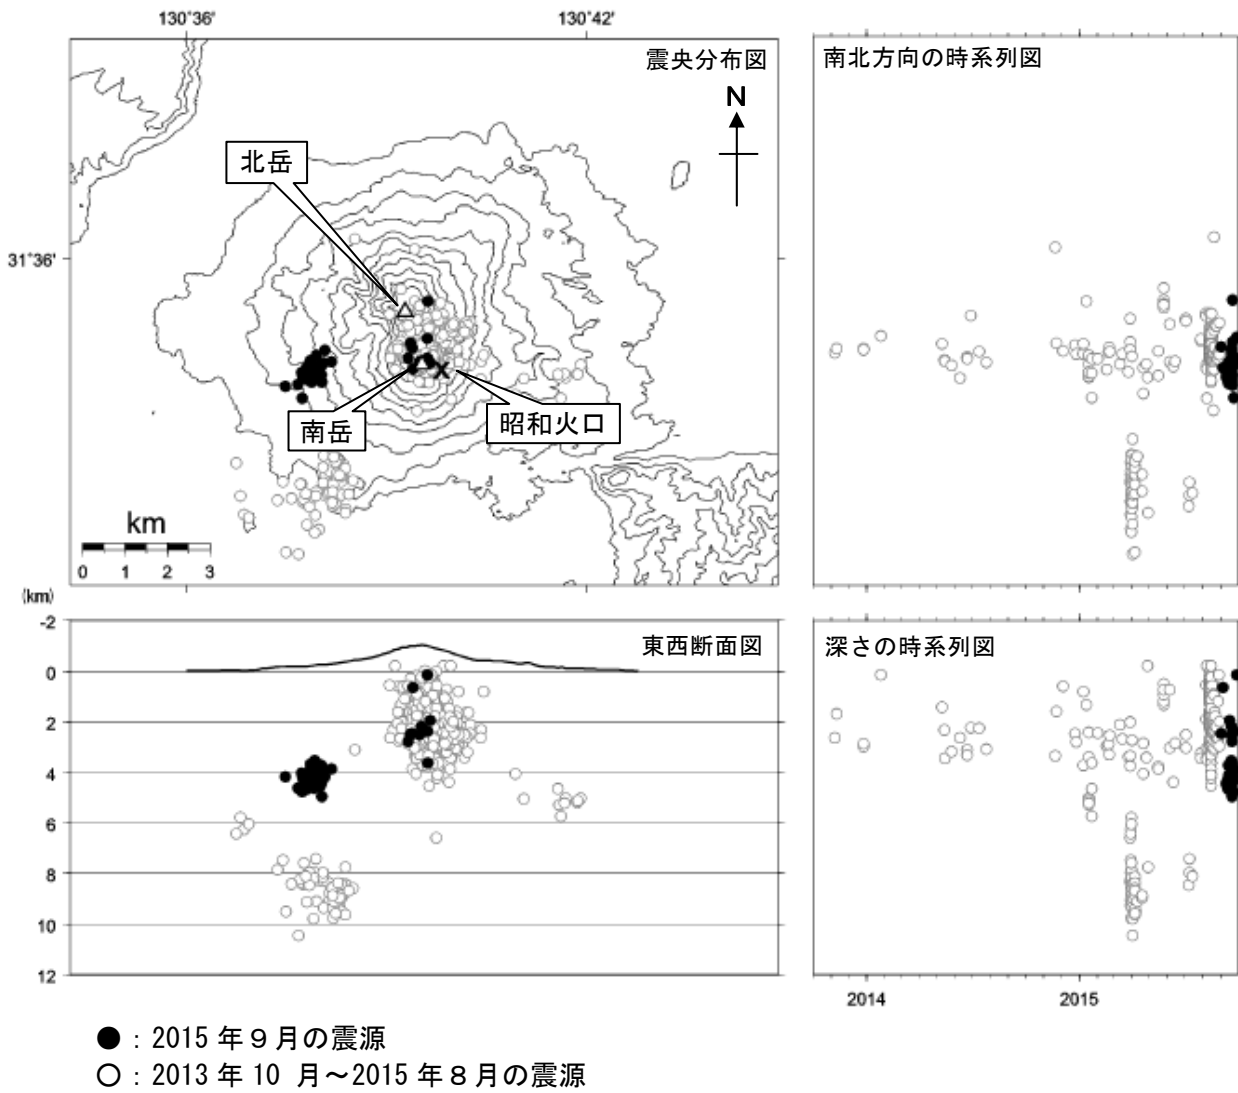 130°36′ 130°42′
震央分布図
南北方向の時系列図
N
北岳
31°36′
南岳
昭和火口
km
0 1 2 3
(km)
-2
0
2
4
6
8
10
12
東西断面図
深さの時系列図
2014 2015
●：2015 年９月の震源
○：2013 年 10 月～2015 年８月の震源